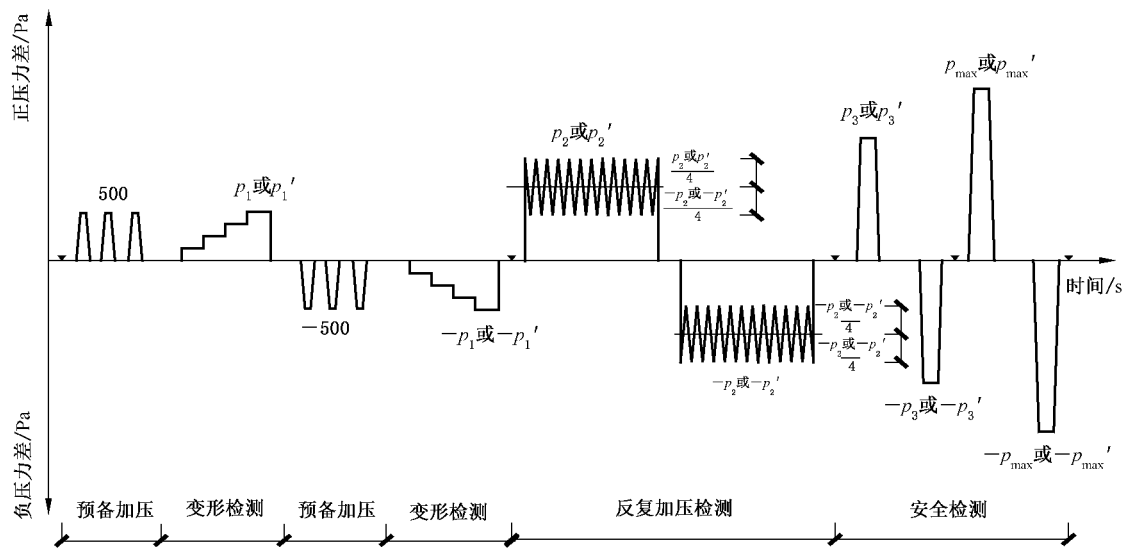 正压力差/Pa
负压力差/Pa
500
p₁或p₁′
−500
−p₁或−p₁′
p₂或p₂′
p₂或p₂′
4
−p₂或−p₂′
4
−p₂或−p₂′
4
−p₂或−p₂′
4
−p₂或−p₂′
p₃或p₃′
pmax或pmax′
−p₃或−p₃′
−pmax或−pmax′
时间/s
预备加压
变形检测
预备加压
变形检测
反复加压检测
安全检测